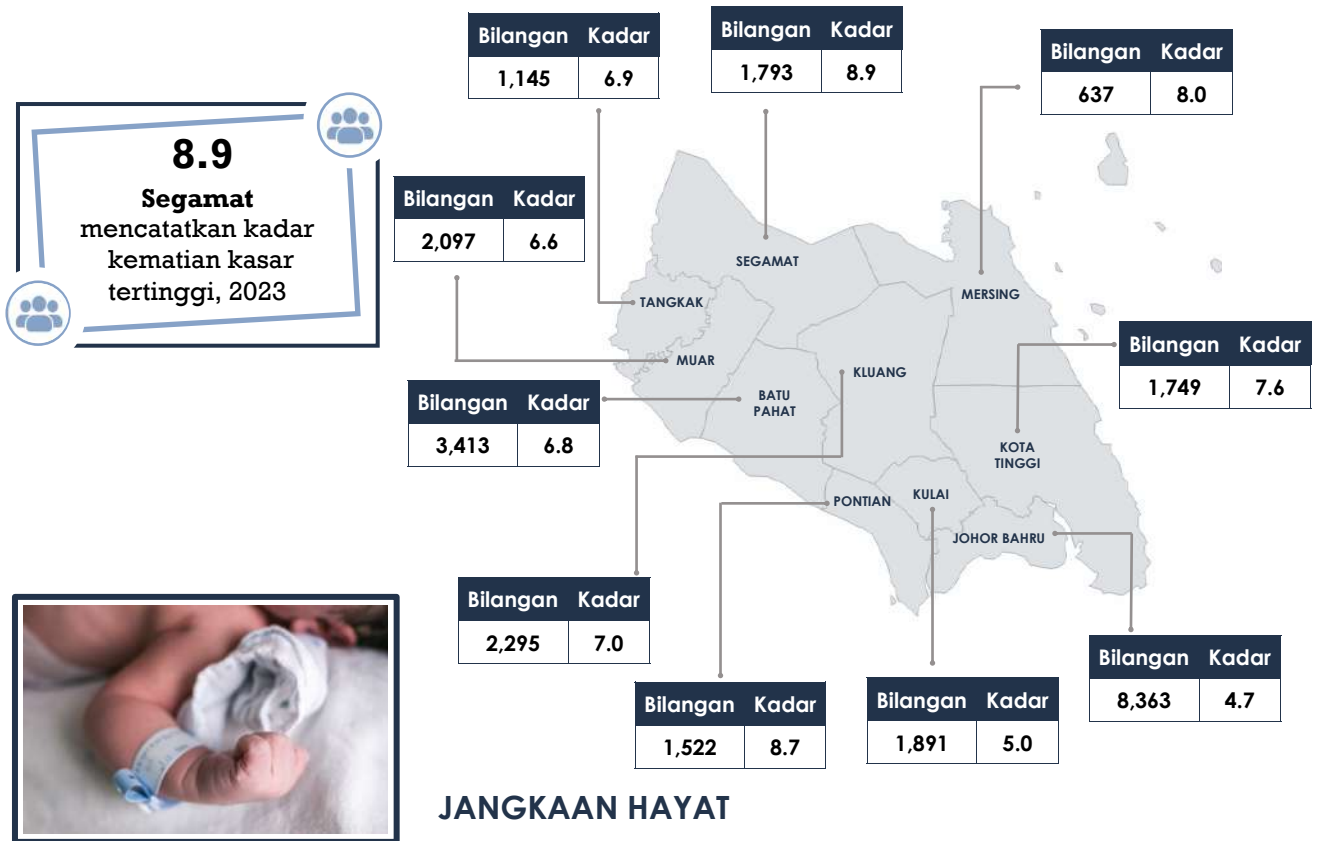 Bilangan Kadar
1,145 6.9
Bilangan Kadar
1,793 8.9
Bilangan Kadar
637 8.0
8.9
Segamat
mencatatkan kadar
kematian kasar
tertinggi, 2023
Bilangan Kadar
2,097 6.6
SEGAMAT
TANGKAK
MERSING
MUAR
KLUANG
Bilangan Kadar
1,749 7.6
Bilangan Kadar
3,413 6.8
BATU
PAHAT
KOTA
TINGGI
PONTIAN
KULAI
JOHOR BAHRU
Bilangan Kadar
2,295 7.0
Bilangan Kadar
1,522 8.7
Bilangan Kadar
1,891 5.0
Bilangan Kadar
8,363 4.7
JANGKAAN HAYAT